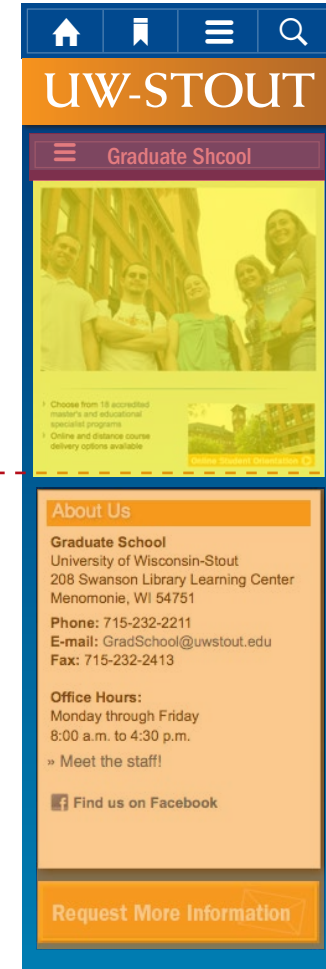 UW-STOUT
Graduate Shcool
Choose from 18 accredited
master's and educational
specialist programs
Online and distance course
delivery options available
Online Student Orientation
About Us
Graduate School
University of Wisconsin-Stout
208 Swanson Library Learning Center
Menomonie, WI 54751
Phone: 715-232-2211
E-mail: GradSchool@uwstout.edu
Fax: 715-232-2413
Office Hours:
Monday through Friday
8:00 a.m. to 4:30 p.m.
» Meet the staff!
Find us on Facebook
Request More Information